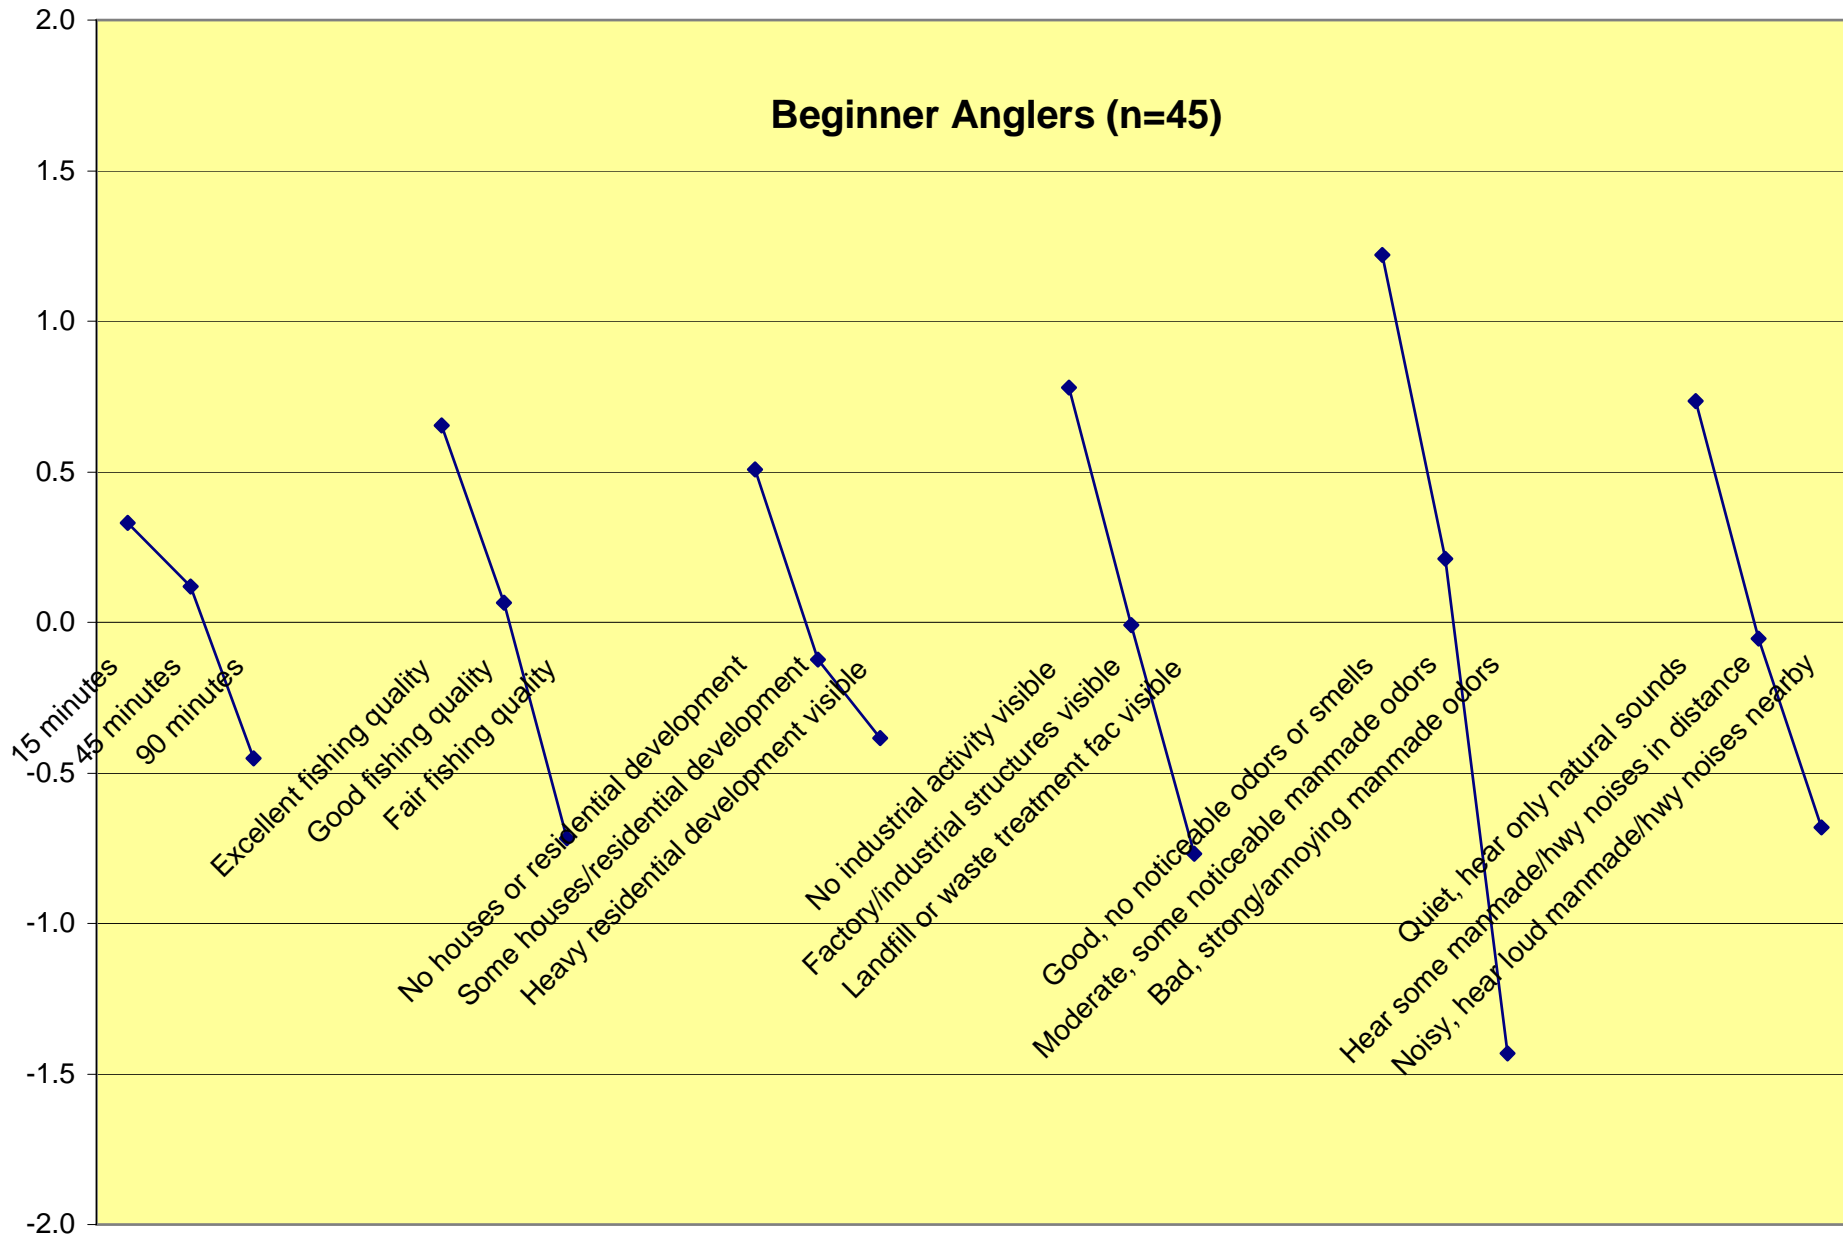 Beginner Anglers (n=45)
2.0
1.5
1.0
0.5
0.0
-0.5
-1.0
-1.5
-2.0
15 minutes
45 minutes
90 minutes
Excellent fishing quality
Good fishing quality
Fair fishing quality
No houses or residential development
Some houses/residential development
Heavy residential development visible
No industrial activity visible
Factory/industrial structures visible
Landfill or waste treatment fac visible
Good, no noticeable odors or smells
Moderate, some noticeable manmade odors
Bad, strong/annoying manmade odors
Quiet, hear only natural sounds
Hear some manmade/hwy noises in distance
Noisy, hear loud manmade/hwy noises nearby